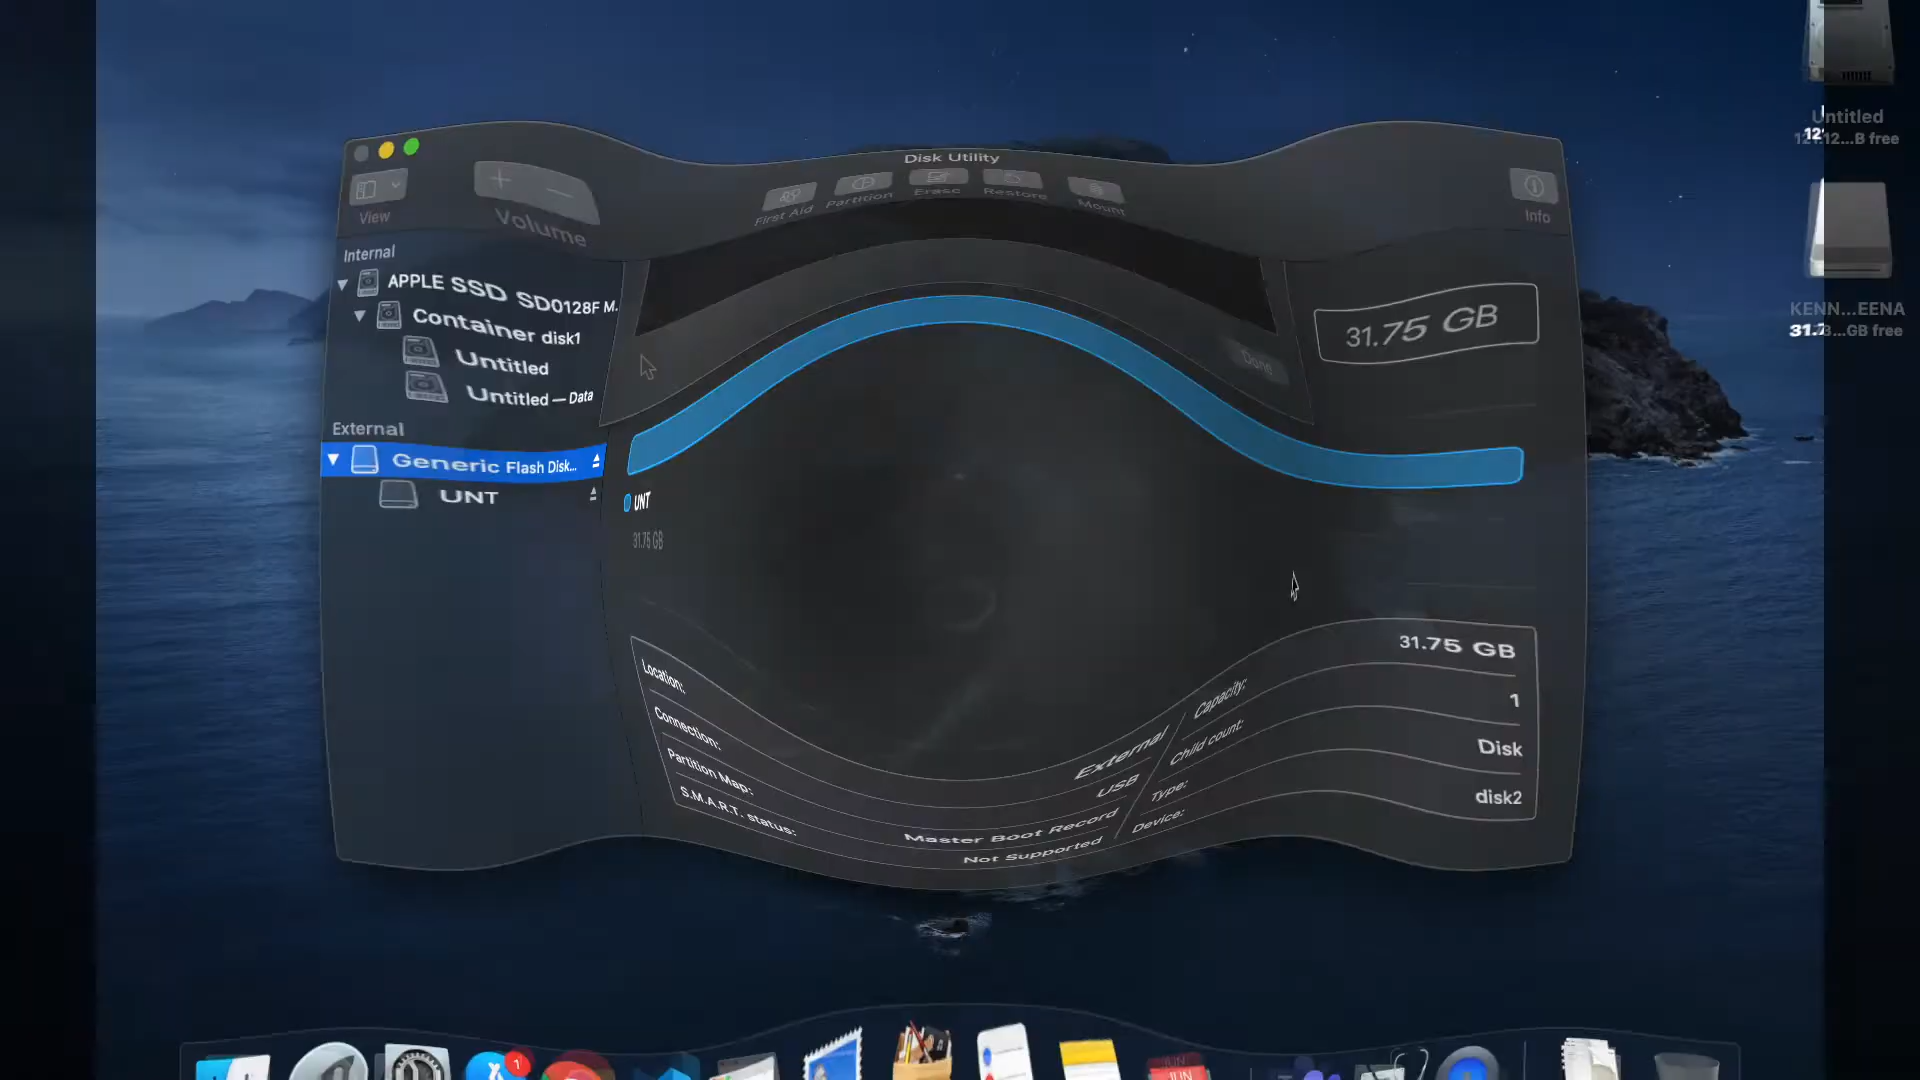 Disk Utility
View
Volume
First Aid
Partition
Erase
Restore
Mount
Info
Internal
APPLE SSD SD0128F M.
Container disk1
Untitled
Untitled — Data
External
Generic Flash Disk...
UNT
31.75 GB
Done
UNT
31.75 GB
Location:
External
Connection:
USB
Partition Map:
Master Boot Record
S.M.A.R.T. status:
Not Supported
Capacity:
31.75 GB
Child count:
1
Type:
Disk
Device:
disk2
Untitled
KENN...EENA
1
JUN